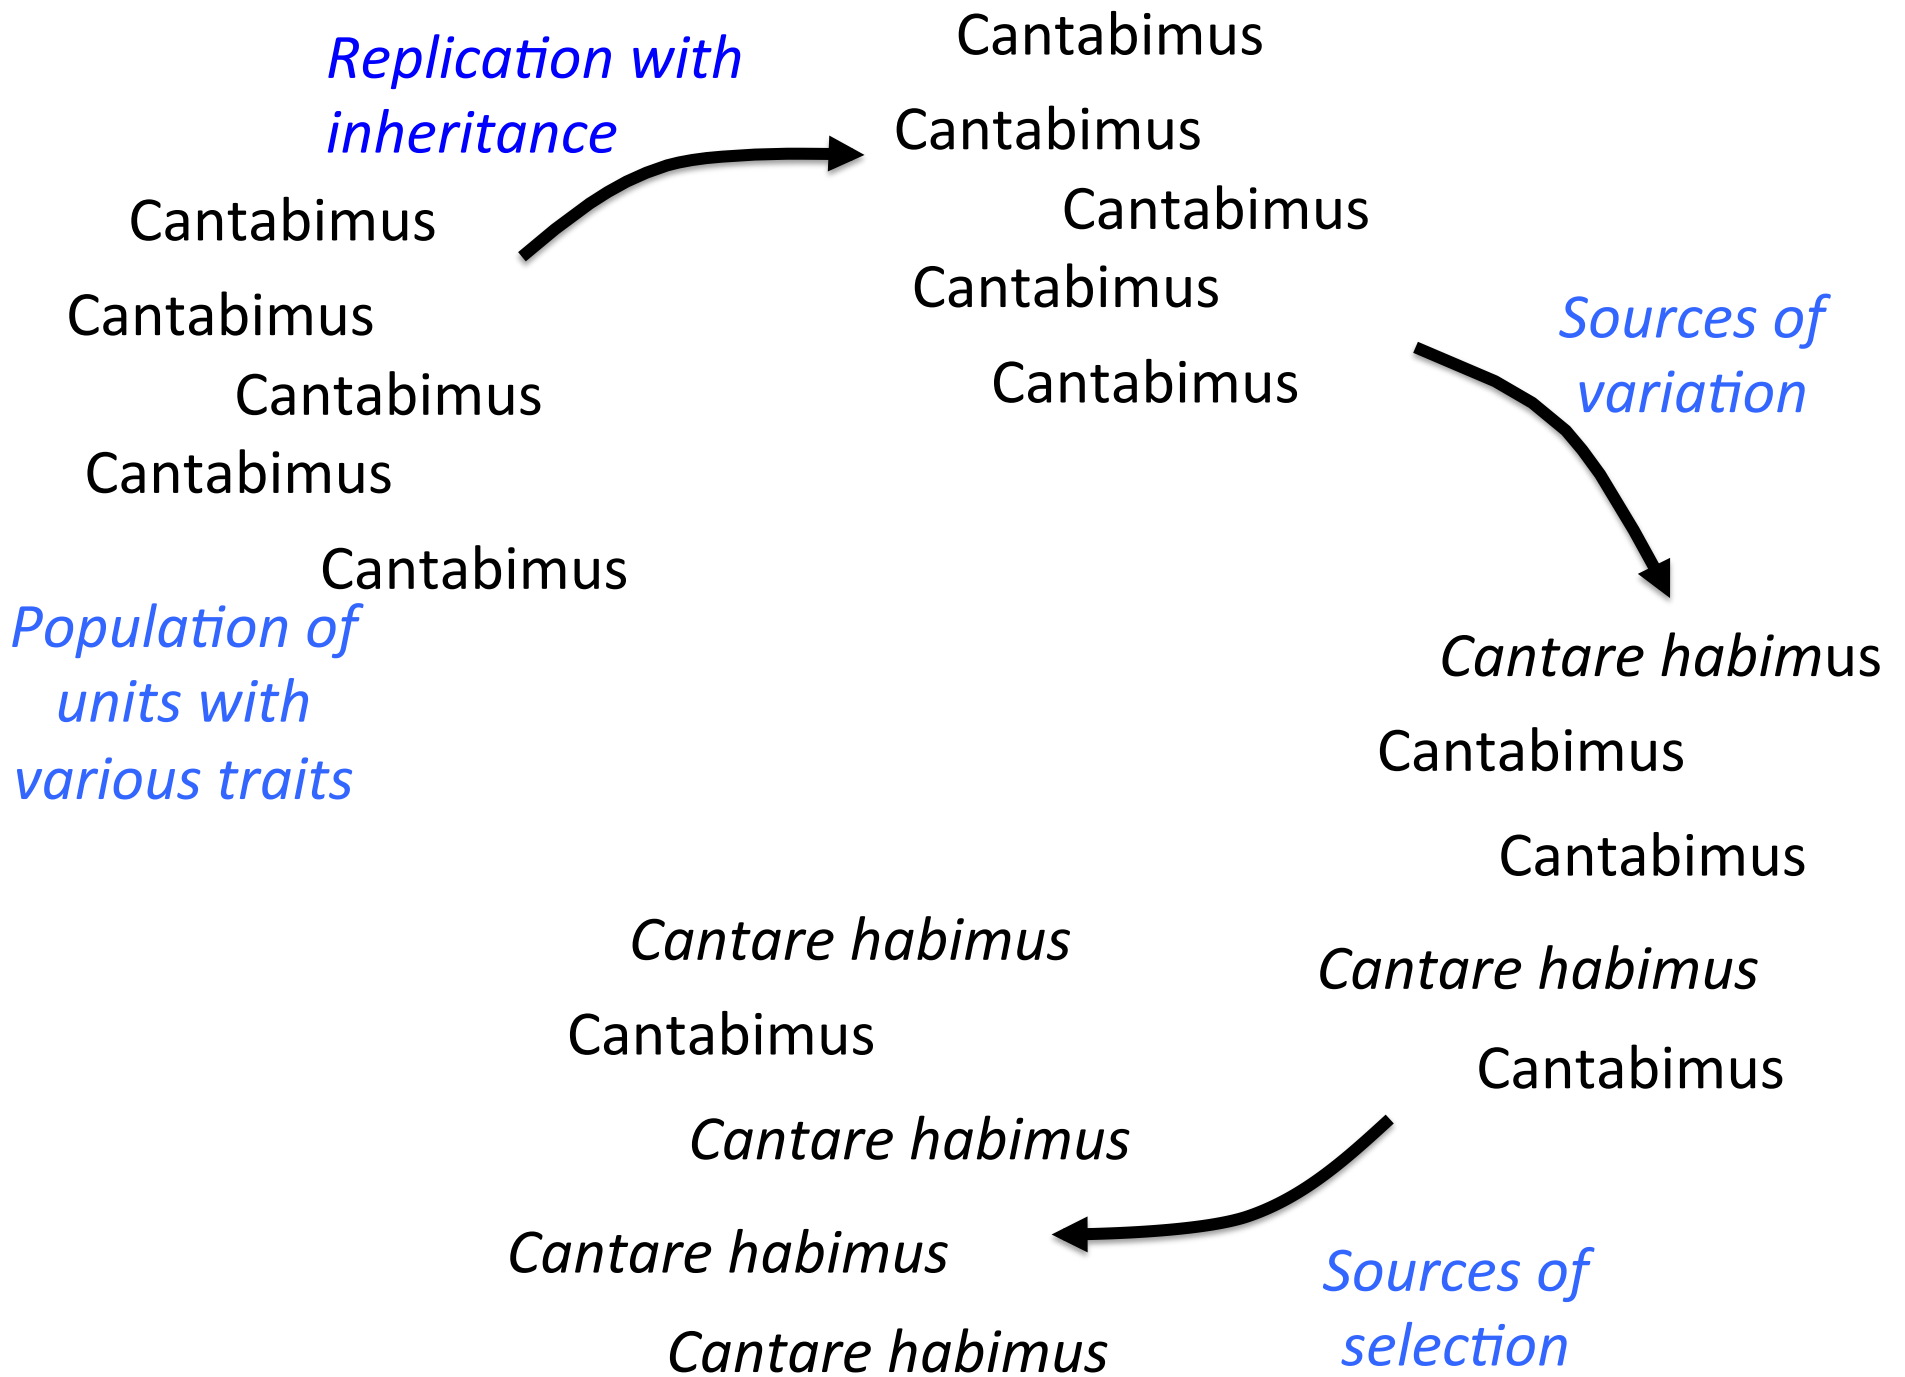 Replication with
inheritance
Cantabimus
Cantabimus
Cantabimus
Cantabimus
Cantabimus
Population of
units with
various traits
Cantabimus
Cantabimus
Cantabimus
Cantabimus
Cantabimus
Sources of
variation
Cantare habimus
Cantabimus
Cantabimus
Cantare habimus
Cantabimus
Sources of
selection
Cantare habimus
Cantabimus
Cantare habimus
Cantare habimus
Cantare habimus